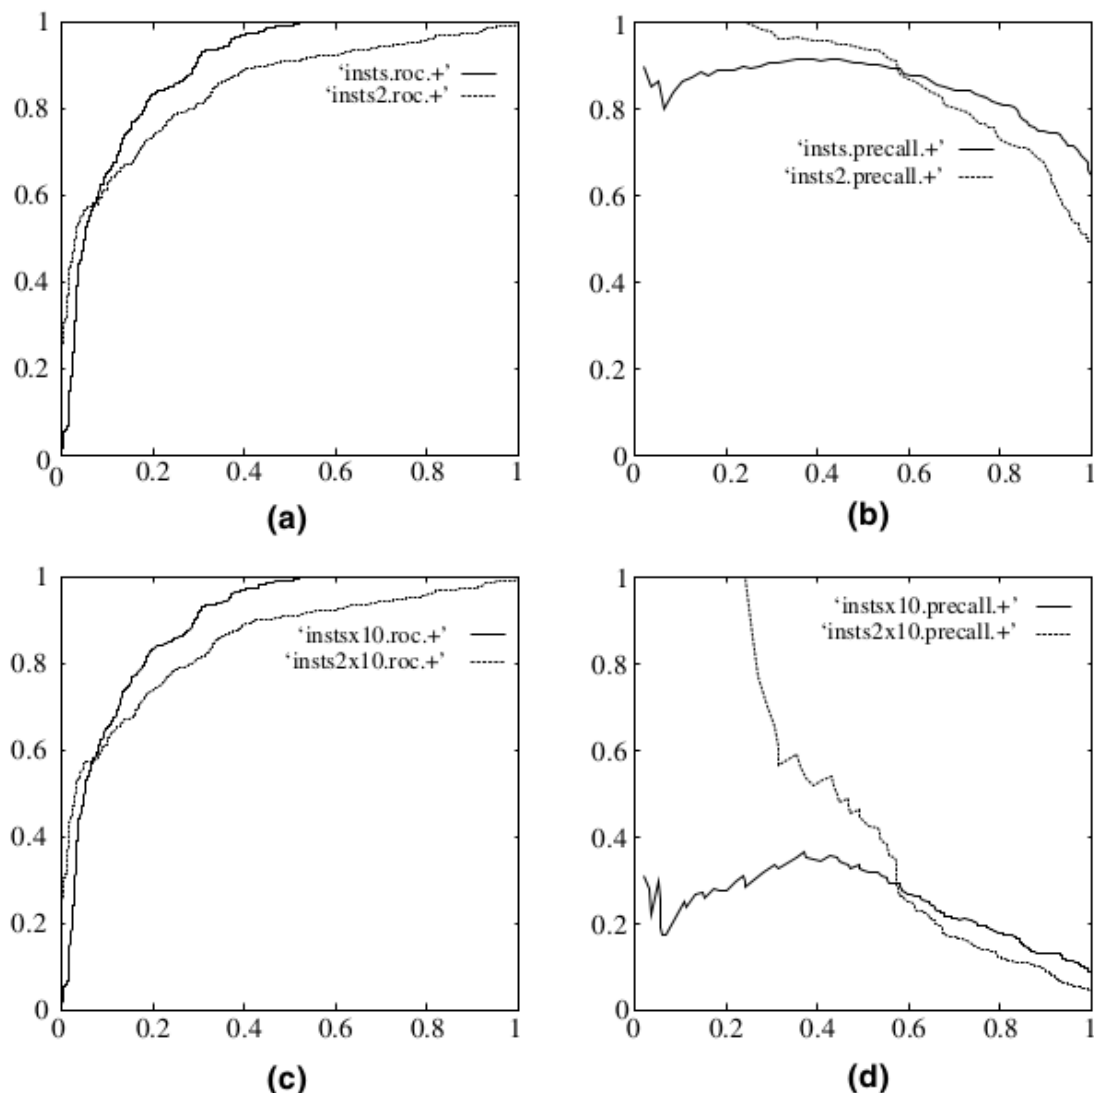 1
0.8
0.6
0.4
0.2
0
0 0.2 0.4 0.6 0.8 1
‘insts.roc.+’
‘insts2.roc.+’
(a)
1
0.8
0.6
0.4
0.2
0
0 0.2 0.4 0.6 0.8 1
‘insts.precall.+’
‘insts2.precall.+’
(b)
1
0.8
0.6
0.4
0.2
0
0 0.2 0.4 0.6 0.8 1
‘instsx10.roc.+’
‘insts2x10.roc.+’
(c)
1
0.8
0.6
0.4
0.2
0
0 0.2 0.4 0.6 0.8 1
‘instsx10.precall.+’
‘insts2x10.precall.+’
(d)